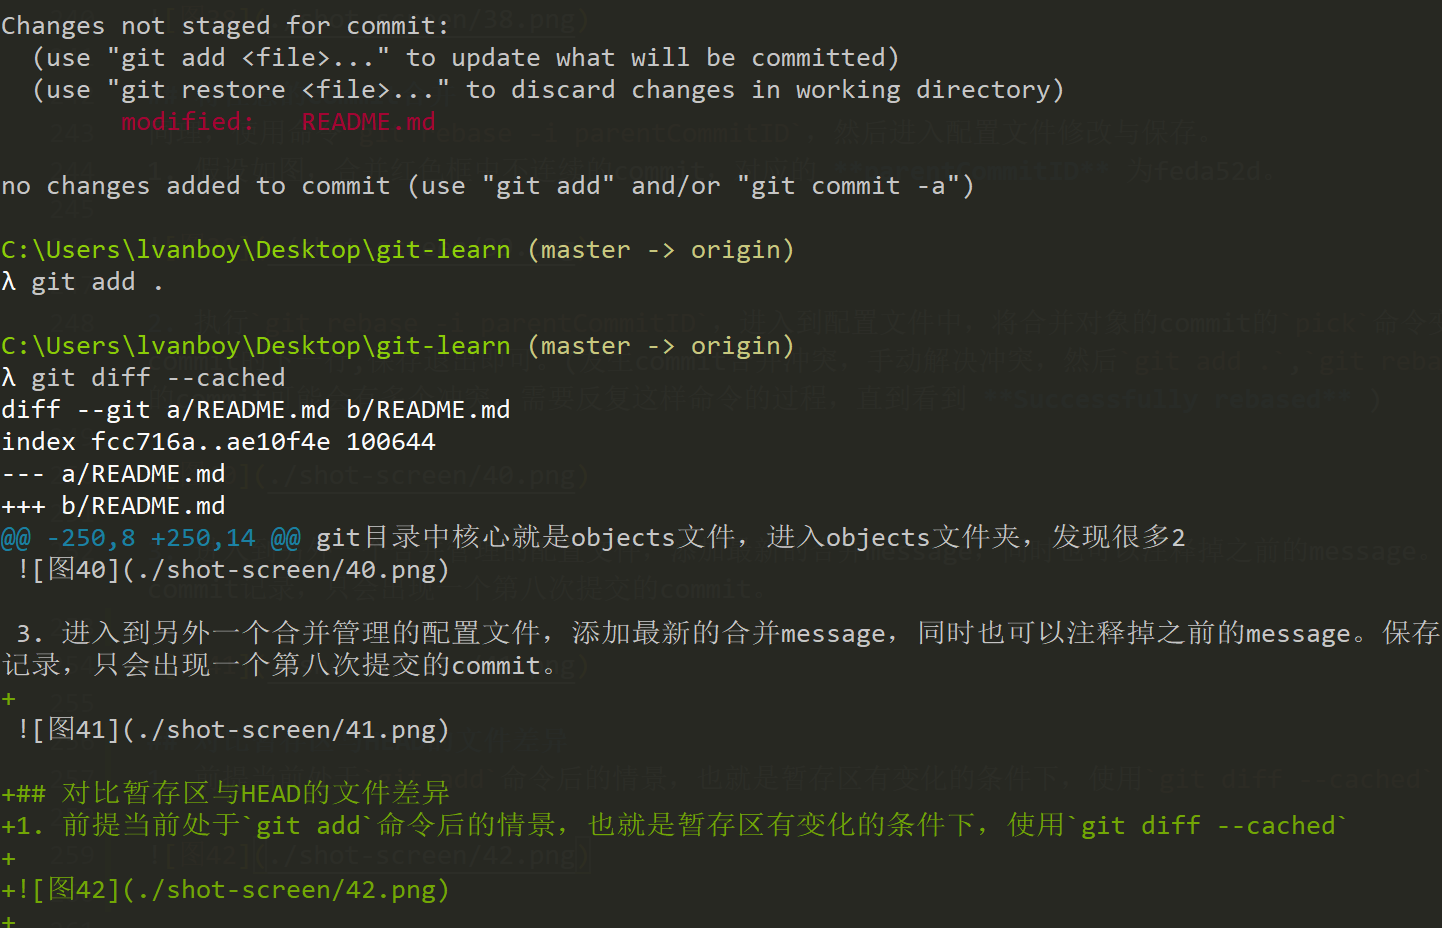 Changes not staged for commit:
  (use "git add <file>..." to update what will be committed)
  (use "git restore <file>..." to discard changes in working directory)
        modified:   README.md
no changes added to commit (use "git add" and/or "git commit -a")
C:\Users\lvanboy\Desktop\git-learn (master -> origin)
λ git add .
C:\Users\lvanboy\Desktop\git-learn (master -> origin)
λ git diff --cached
diff --git a/README.md b/README.md
index fcc716a..ae10f4e 100644
--- a/README.md
+++ b/README.md
@@ -250,8 +250,14 @@ git目录中核心就是objects文件，进入objects文件夹，发现很多2
 ![图40](./shot-screen/40.png)
 3. 进入到另外一个合并管理的配置文件，添加最新的合并message，同时也可以注释掉之前的message。保存
记录，只会出现一个第八次提交的commit。
+
 ![图41](./shot-screen/41.png)
+## 对比暂存区与HEAD的文件差异
+1. 前提当前处于`git add`命令后的情景，也就是暂存区有变化的条件下，使用`git diff --cached`
+
+![图42](./shot-screen/42.png)
+